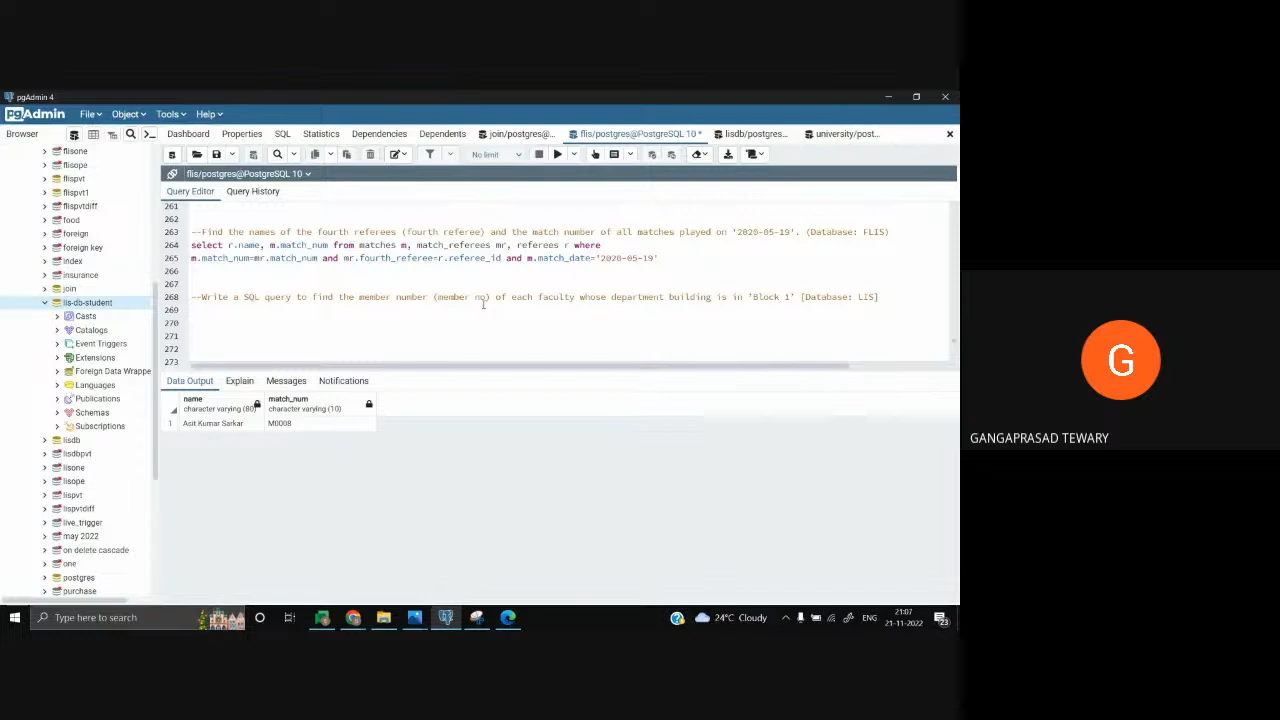 pgAdmin 4
pgAdmin File Object Tools Help
Browser Dashboard Properties SQL Statistics Dependencies Dependents join/postgres@... flis/postgres@PostgreSQL 10 * lisdb/postgres... university/post...
No limit
flis/postgres@PostgreSQL 10
Query Editor Query History
flisone
flisope
flispvt
flispvt1
flispvtdiff
food
foreign
foreign key
index
insurance
join
lis-db-student
Casts
Catalogs
Event Triggers
Extensions
Foreign Data Wrappe
Languages
Publications
Schemas
Subscriptions
lisdb
lisdbpvt
lisone
lisope
lispvt
lispvtdiff
live_trigger
may 2022
on delete cascade
one
postgres
purchase
261
262
263 --Find the names of the fourth referees (fourth referee) and the match number of all matches played on '2020-05-19'. (Database: FLIS)
264 select r.name, m.match_num from matches m, match_referees mr, referees r where
265 m.match_num=mr.match_num and mr.fourth_referee=r.referee_id and m.match_date='2020-05-19'
266
267
268 --Write a SQL query to find the member number (member no) of each faculty whose department building is in 'Block 1' [Database: LIS]
269
270
271
272
273
Data Output Explain Messages Notifications
name match_num
character varying (80) character varying (10)
1 Asit Kumar Sarkar M0008
G
GANGAPRASAD TEWARY
Type here to search
24°C Cloudy
ENG
21:07
21-11-2022
23